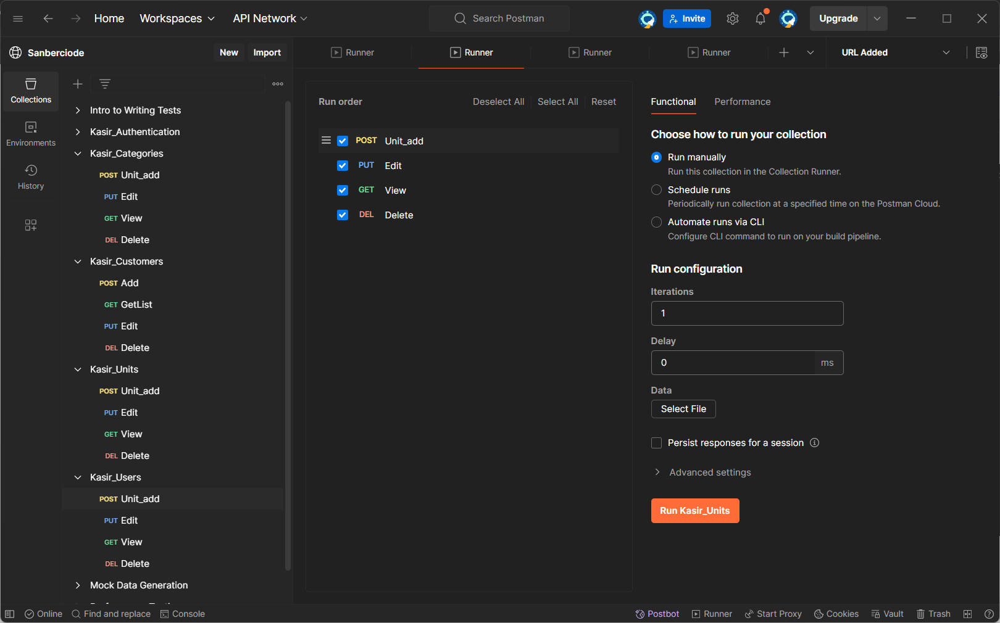 Home Workspaces API Network Search Postman Invite Upgrade
Sanberciode New Import Runner Runner Runner Runner URL Added
Collections
Environments
History
Intro to Writing Tests
Kasir_Authentication
Kasir_Categories
POST Unit_add
PUT Edit
GET View
DEL Delete
Kasir_Customers
POST Add
GET GetList
PUT Edit
DEL Delete
Kasir_Units
POST Unit_add
PUT Edit
GET View
DEL Delete
Kasir_Users
POST Unit_add
PUT Edit
GET View
DEL Delete
Mock Data Generation
Run order Deselect All Select All Reset
POST Unit_add
PUT Edit
GET View
DEL Delete
Functional Performance
Choose how to run your collection
Run manually
Run this collection in the Collection Runner.
Schedule runs
Periodically run collection at a specified time on the Postman Cloud.
Automate runs via CLI
Configure CLI command to run on your build pipeline.
Run configuration
Iterations
1
Delay
0 ms
Data
Select File
Persist responses for a session
Advanced settings
Run Kasir_Units
Online Find and replace Console Postbot Runner Start Proxy Cookies Vault Trash